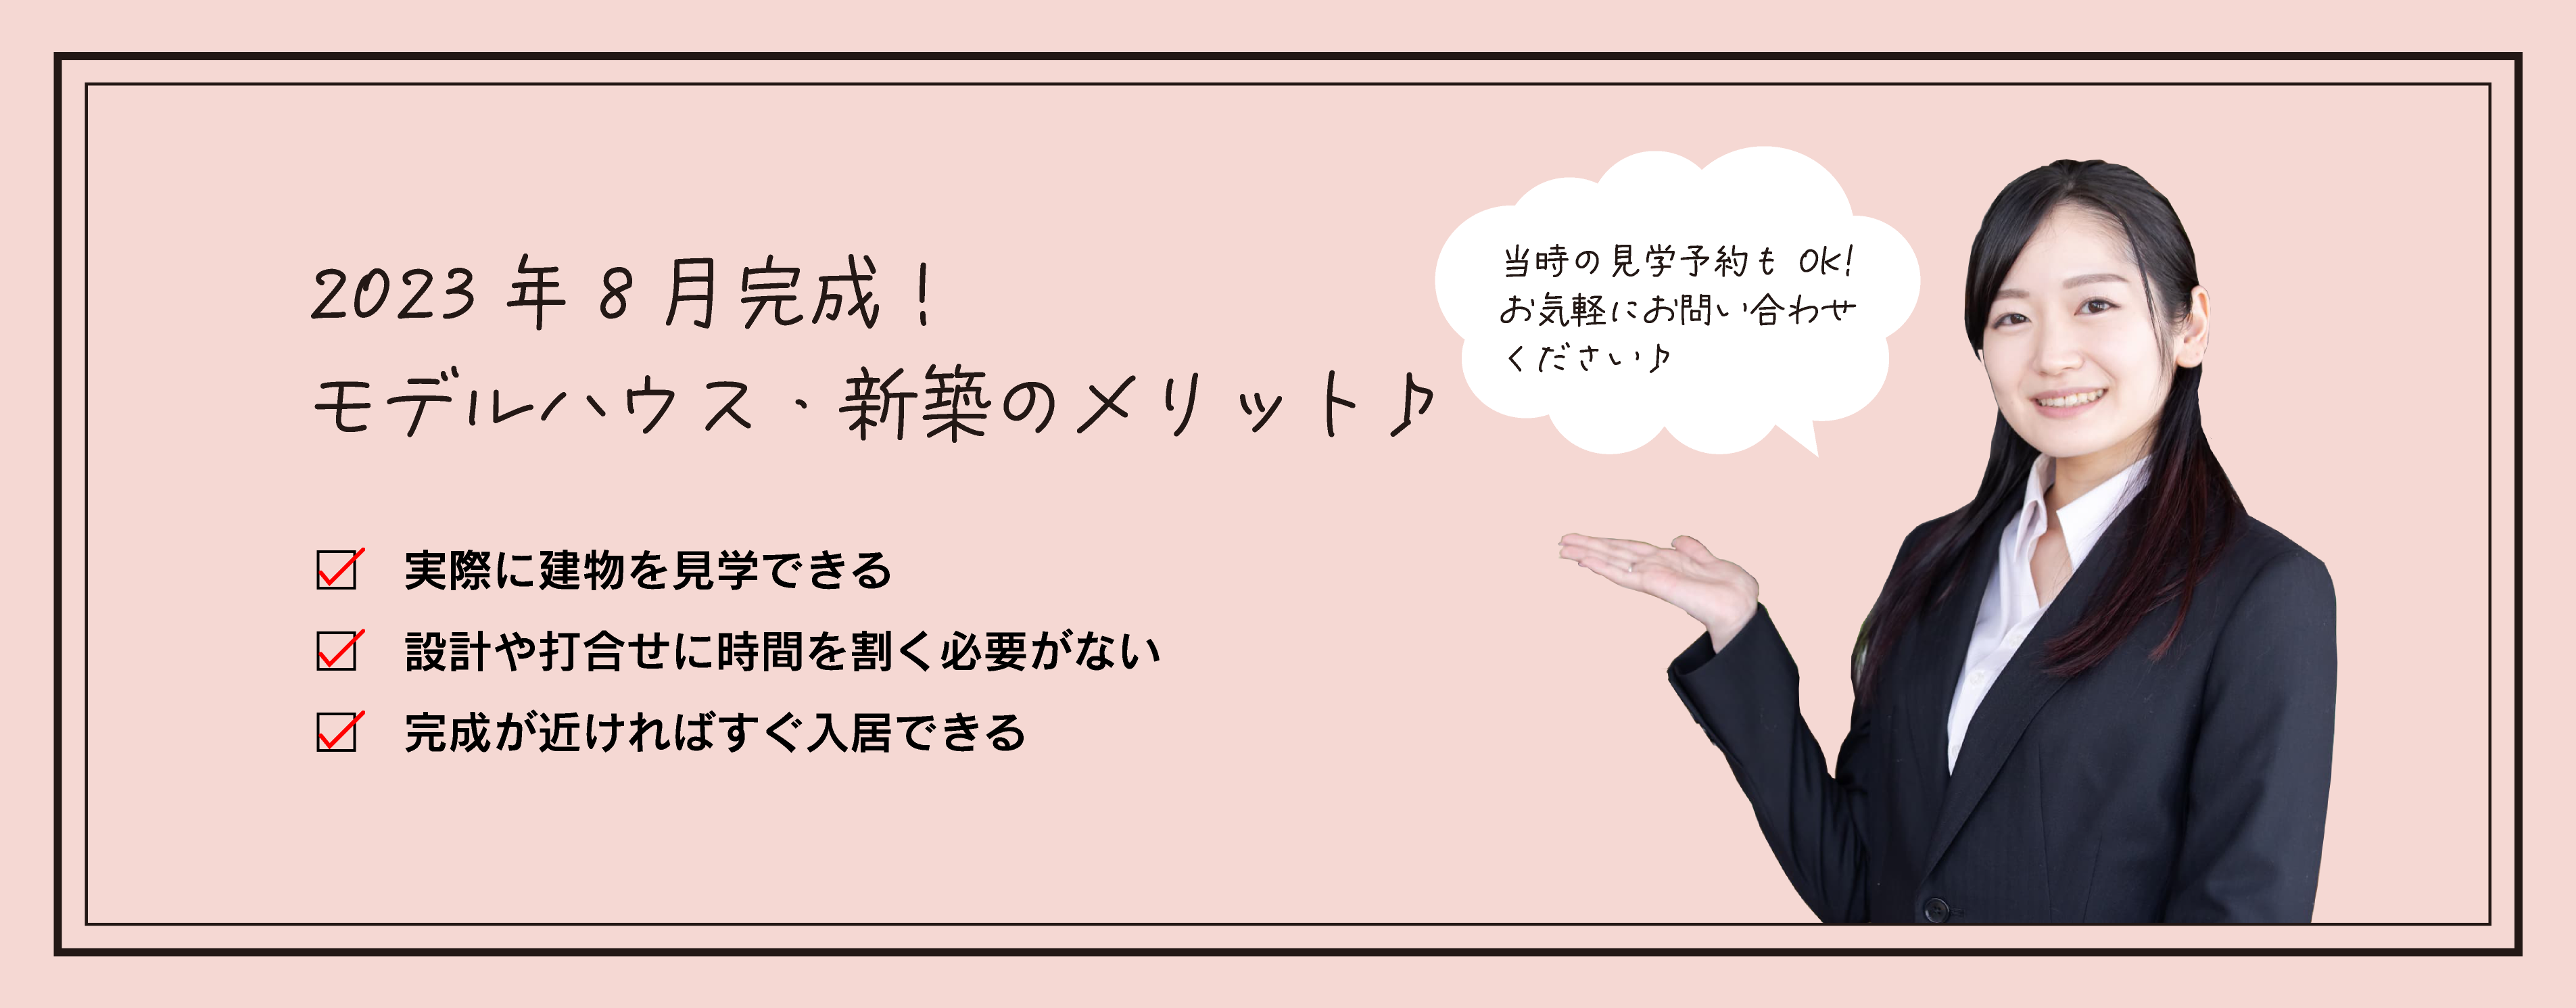 2023年8月完成！
モデルハウス・新築のメリット♪
実際に建物を見学できる
設計や打合せに時間を割く必要がない
完成が近ければすぐ入居できる
当時の見学予約も OK!
お気軽にお問い合わせ
ください♪